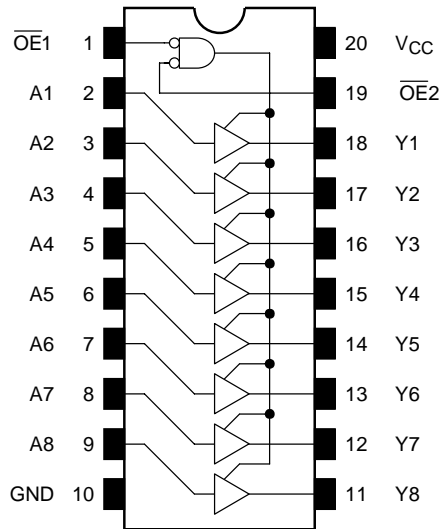 OE1 1 20 VCC
A1 2 19 OE2
A2 3 18 Y1
A3 4 17 Y2
A4 5 16 Y3
A5 6 15 Y4
A6 7 14 Y5
A7 8 13 Y6
A8 9 12 Y7
GND 10 11 Y8